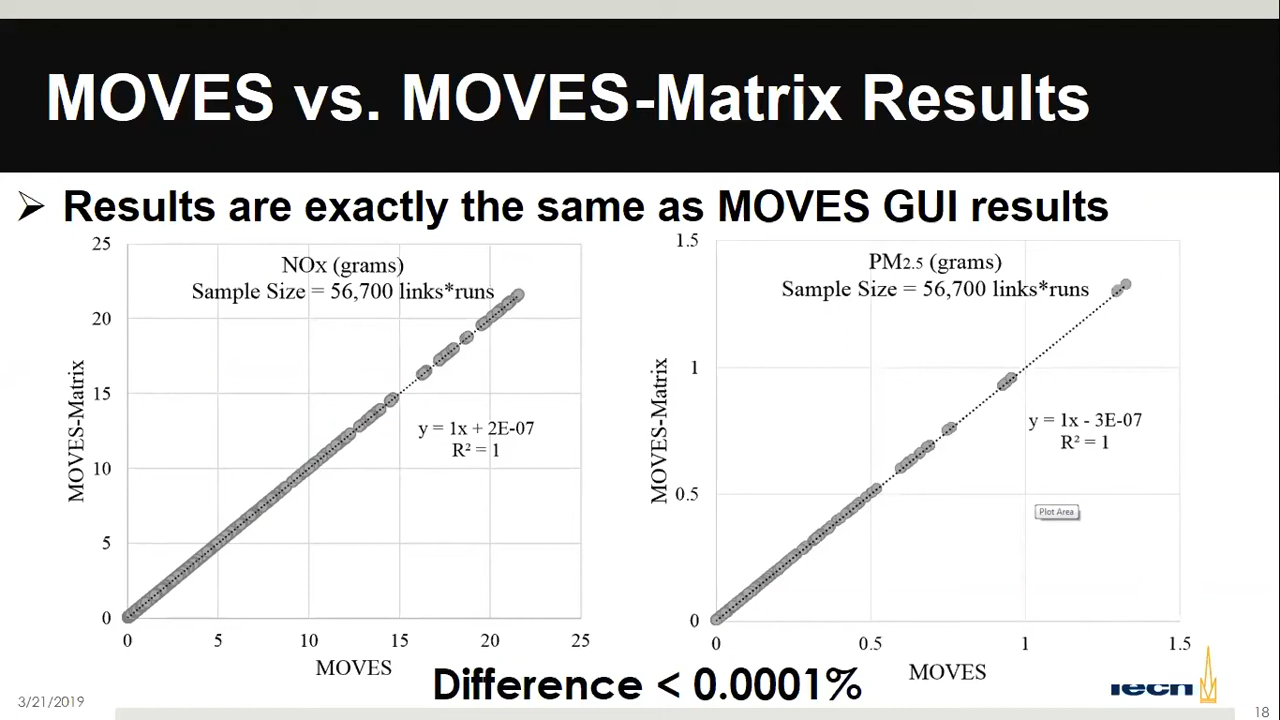 MOVES vs. MOVES-Matrix Results
➢ Results are exactly the same as MOVES GUI results
NOx (grams)
Sample Size = 56,700 links*runs
25
20
15
10
5
0
MOVES-Matrix
y = 1x + 2E-07
R² = 1
0 5 10 15 20 25
MOVES
PM2.5 (grams)
Sample Size = 56,700 links*runs
1.5
1
0.5
0
MOVES-Matrix
y = 1x - 3E-07
R² = 1
Plot Area
0 0.5 1 1.5
MOVES
Difference < 0.0001%
3/21/2019
18